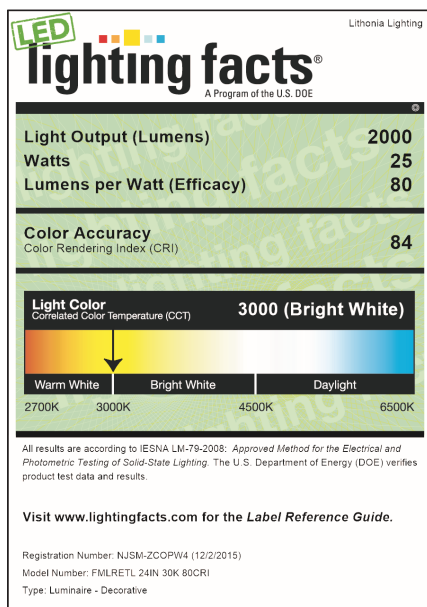 Lithonia Lighting
LED
lighting facts®
A Program of the U.S. DOE
Light Output (Lumens) 2000
Watts 25
Lumens per Watt (Efficacy) 80
Color Accuracy
Color Rendering Index (CRI) 84
Light Color
Correlated Color Temperature (CCT) 3000 (Bright White)
Warm White Bright White Daylight
2700K 3000K 4500K 6500K
All results are according to IESNA LM-79-2008: Approved Method for the Electrical and
Photometric Testing of Solid-State Lighting. The U.S. Department of Energy (DOE) verifies
product test data and results.
Visit www.lightingfacts.com for the Label Reference Guide.
Registration Number: NJSM-ZCOPW4 (12/2/2015)
Model Number: FMLRETL 24IN 30K 80CRI
Type: Luminaire - Decorative